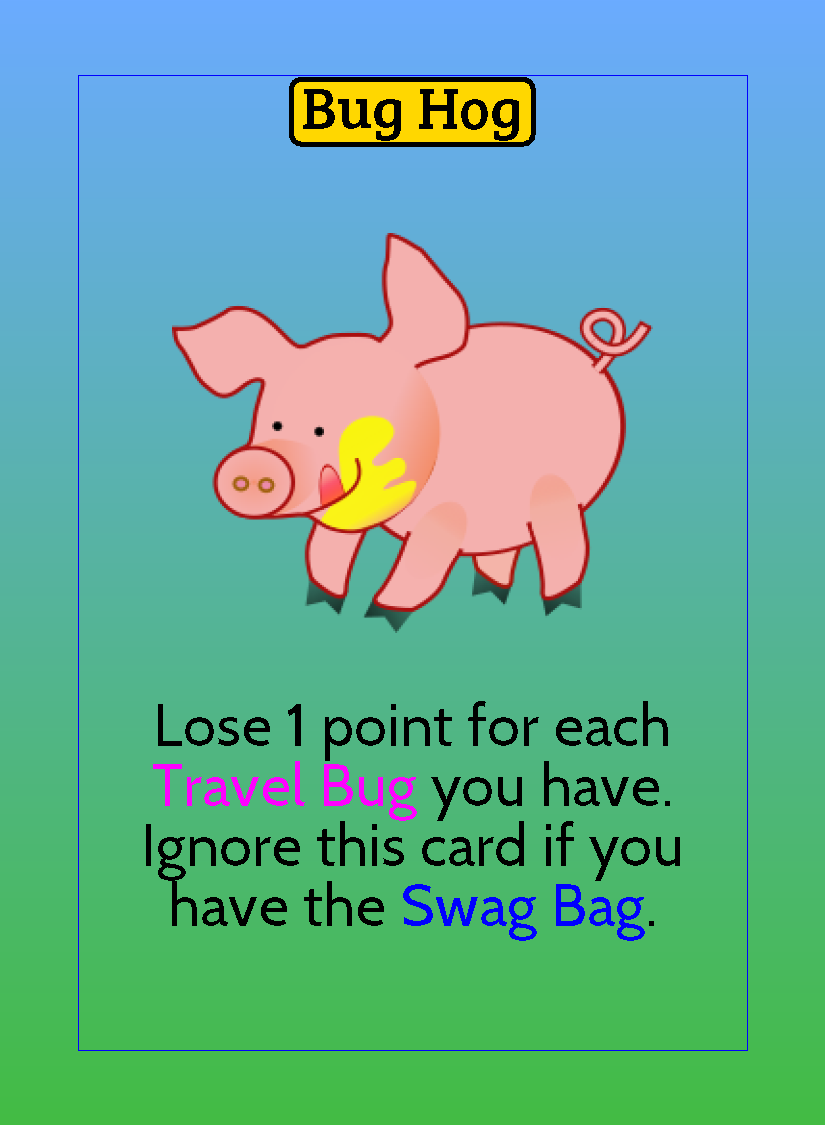 Bug Hog
Lose 1 point for each
Travel Bug you have.
Ignore this card if you
have the Swag Bag.